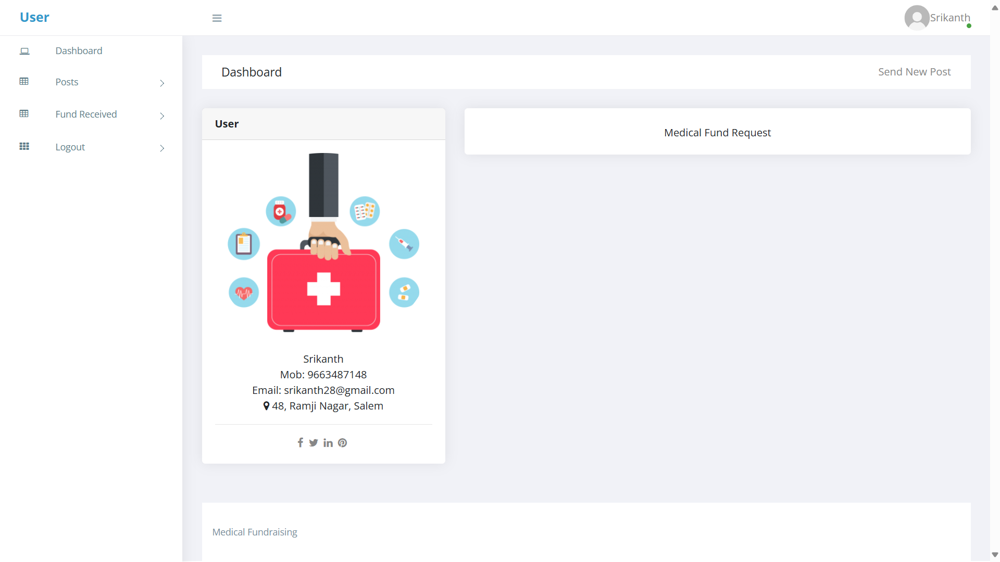 User
Srikanth
Dashboard
Posts
Fund Received
Logout
Dashboard
Send New Post
User
Medical Fund Request
Srikanth
Mob: 9663487148
Email: srikanth28@gmail.com
48, Ramji Nagar, Salem
Medical Fundraising